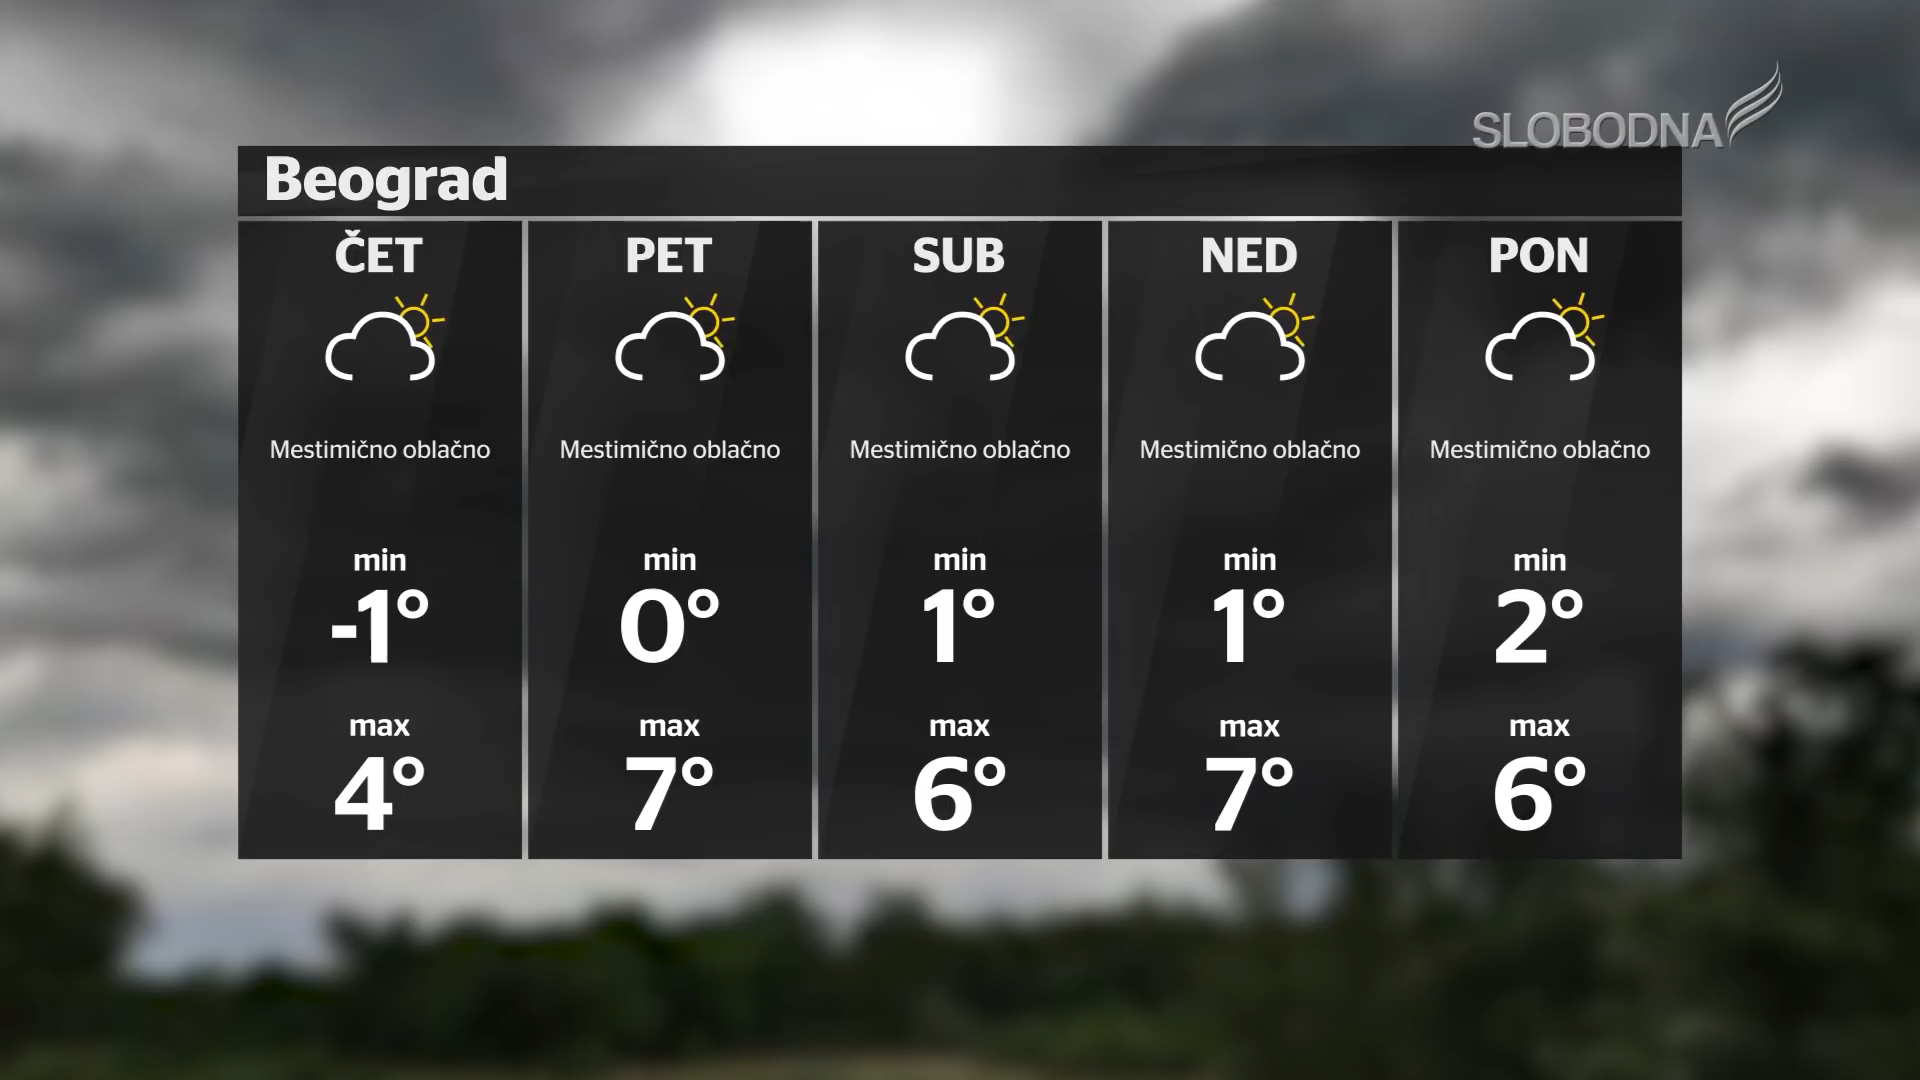 SLOBODNA
Beograd
ČET
Mestimično oblačno
min
-1°
max
4°
PET
Mestimično oblačno
min
0°
max
7°
SUB
Mestimično oblačno
min
1°
max
6°
NED
Mestimično oblačno
min
1°
max
7°
PON
Mestimično oblačno
min
2°
max
6°